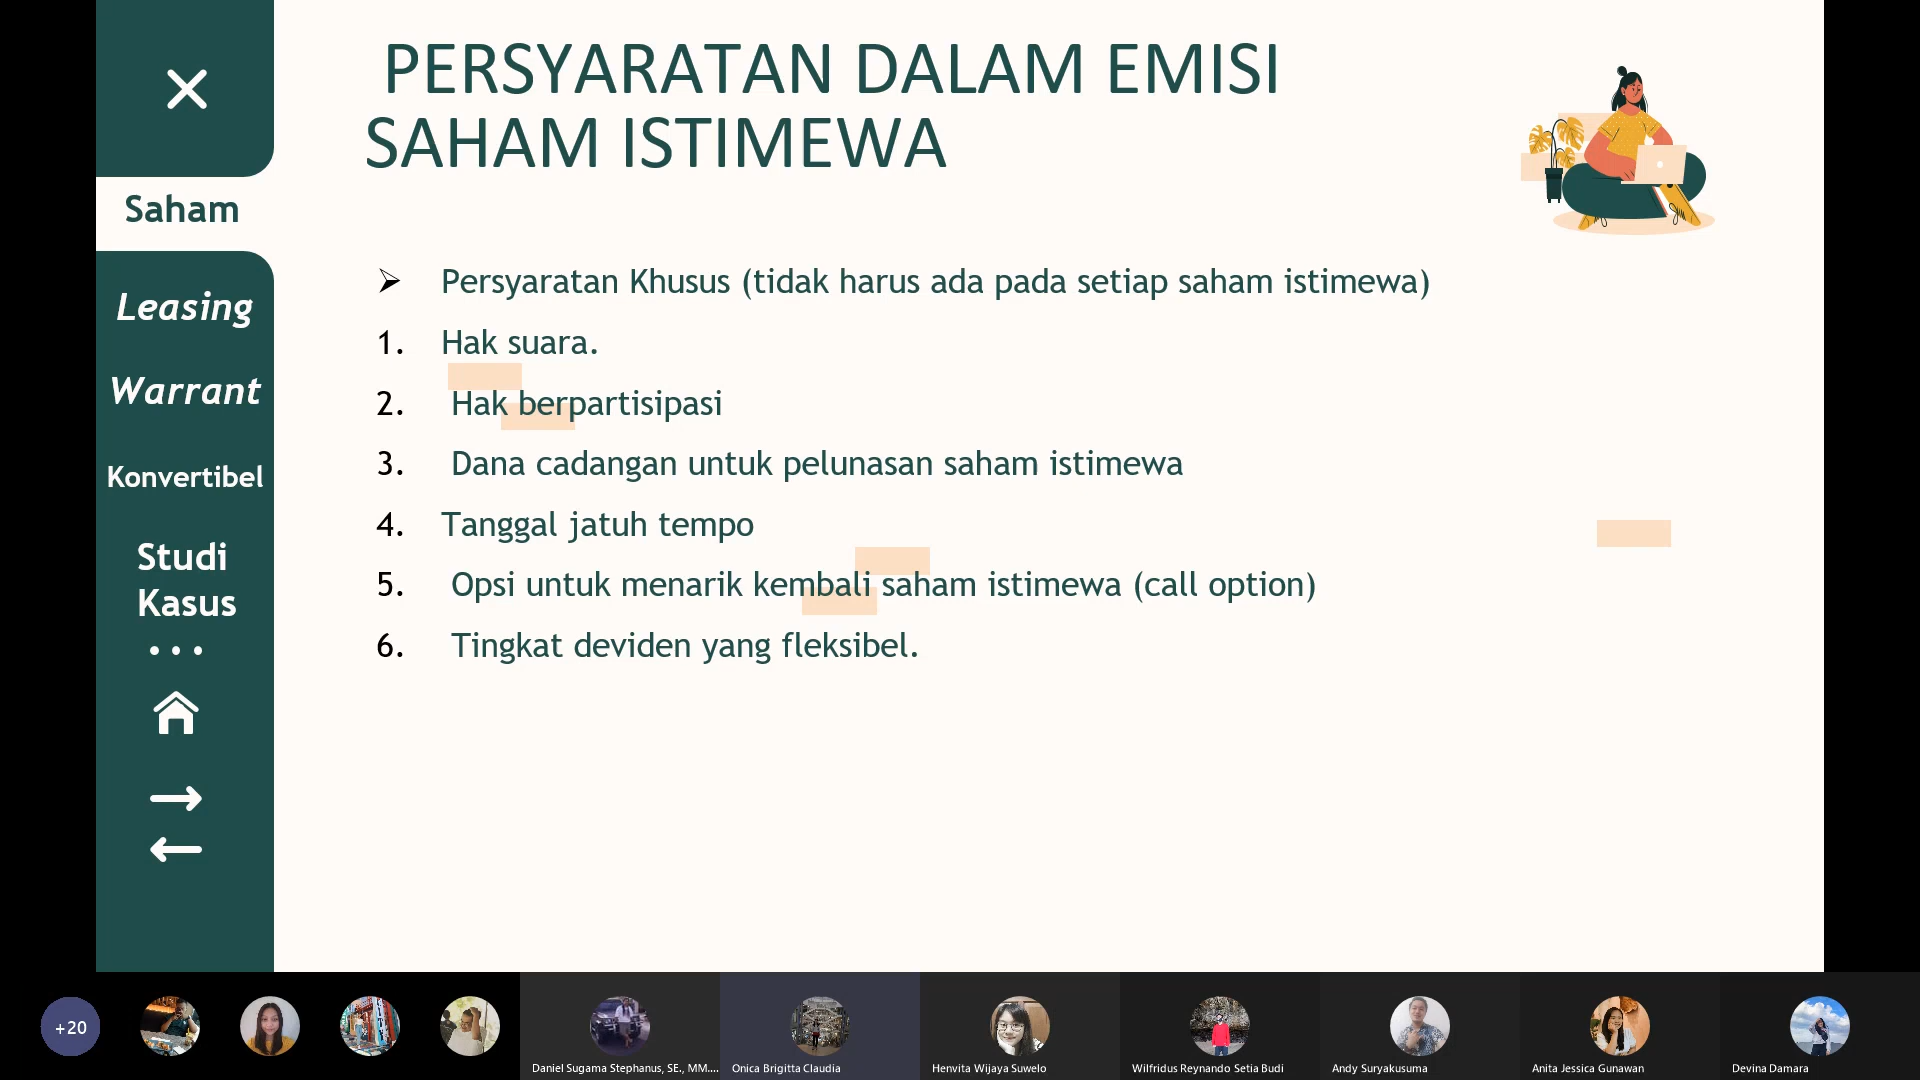 PERSYARATAN DALAM EMISI
SAHAM ISTIMEWA
Saham
Leasing
Warrant
Konvertibel
Studi
Kasus
➢ Persyaratan Khusus (tidak harus ada pada setiap saham istimewa)
1. Hak suara.
2. Hak berpartisipasi
3. Dana cadangan untuk pelunasan saham istimewa
4. Tanggal jatuh tempo
5. Opsi untuk menarik kembali saham istimewa (call option)
6. Tingkat deviden yang fleksibel.
+20
Daniel Sugama Stephanus, SE., MM....
Onica Brigitta Claudia
Henvita Wijaya Suwelo
Wilfridus Reynando Setia Budi
Andy Suryakusuma
Anita Jessica Gunawan
Devina Damara